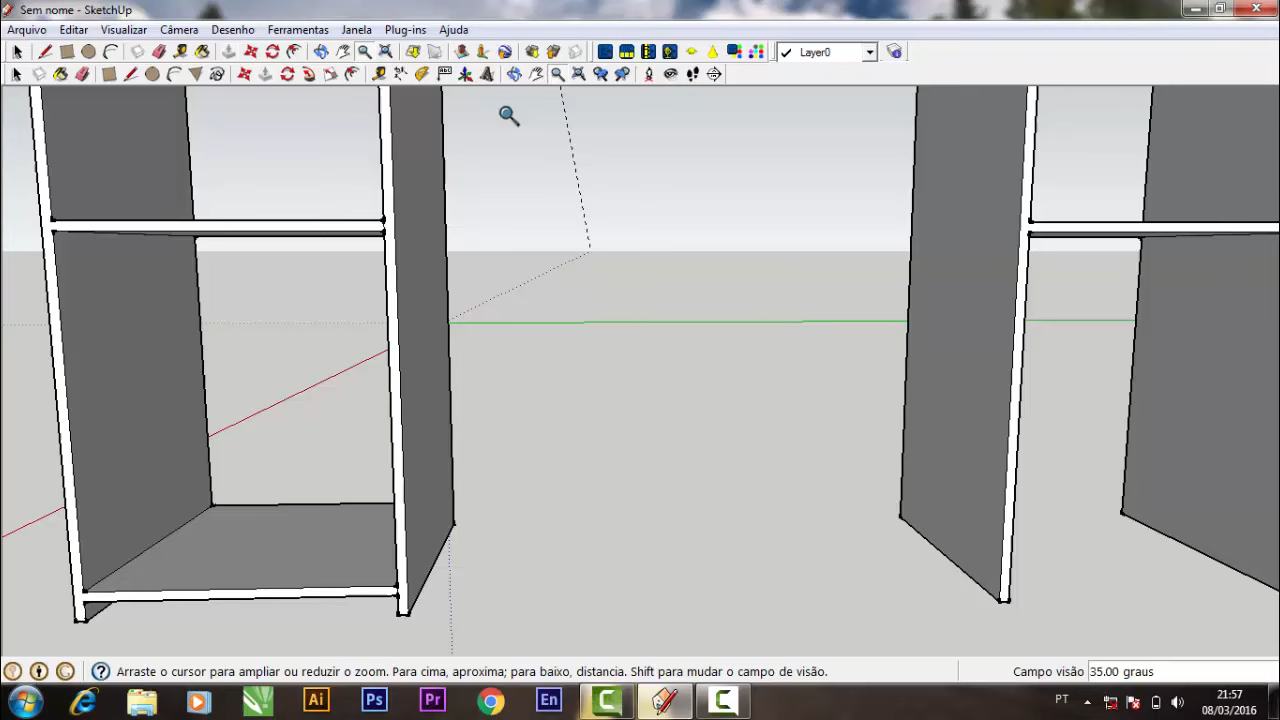 Sem nome - SketchUp
Arquivo Editar Visualizar Câmera Desenho Ferramentas Janela Plug-ins Ajuda
Layer0
Arraste o cursor para ampliar ou reduzir o zoom. Para cima, aproxima; para baixo, distancia. Shift para mudar o campo de visão. Campo visão 35.00 graus
Ai Ps Pr En PT 21:57
08/03/2016